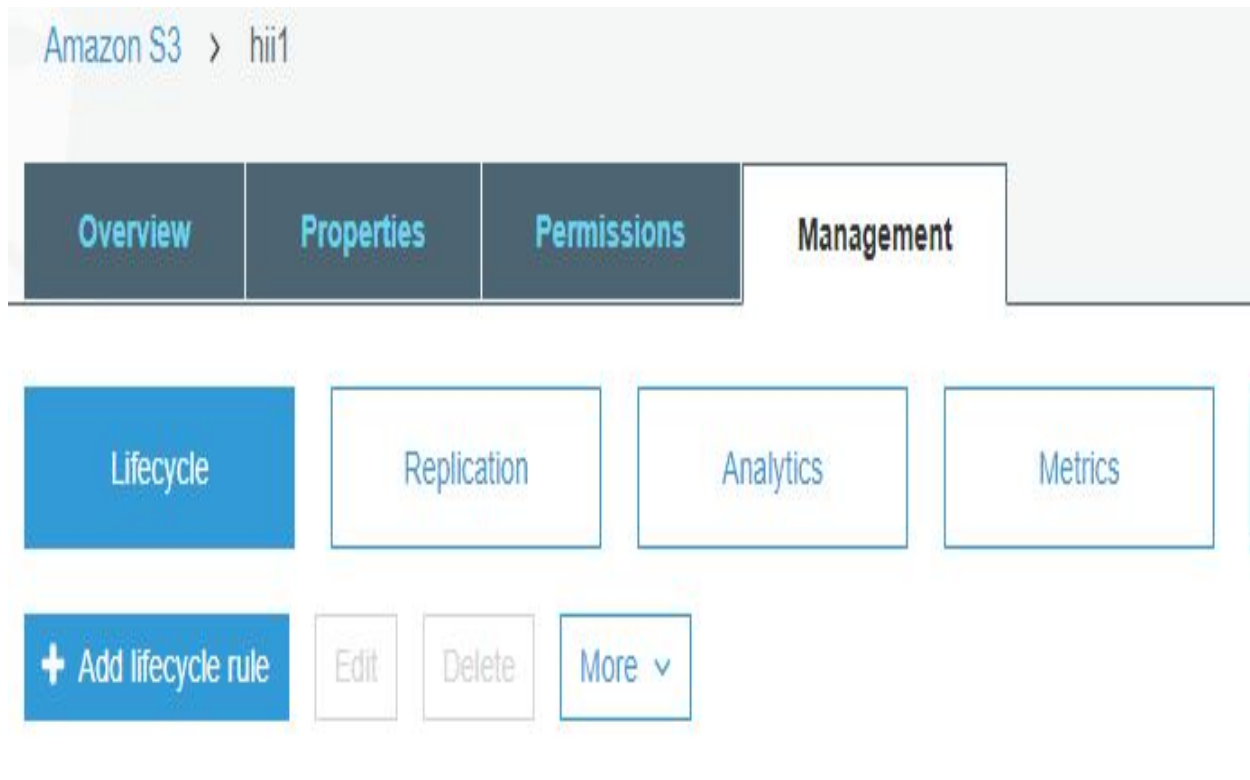 Amazon S3 > hii1
Overview Properties Permissions Management
Lifecycle Replication Analytics Metrics
+ Add lifecycle rule Edit Delete More